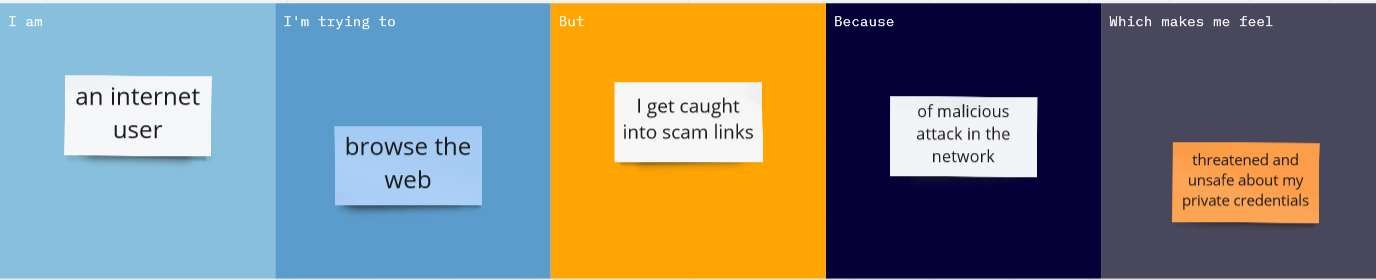 I am
an internet
user
I'm trying to
browse the
web
But
I get caught
into scam links
Because
of malicious
attack in the
network
Which makes me feel
threatened and
unsafe about my
private credentials